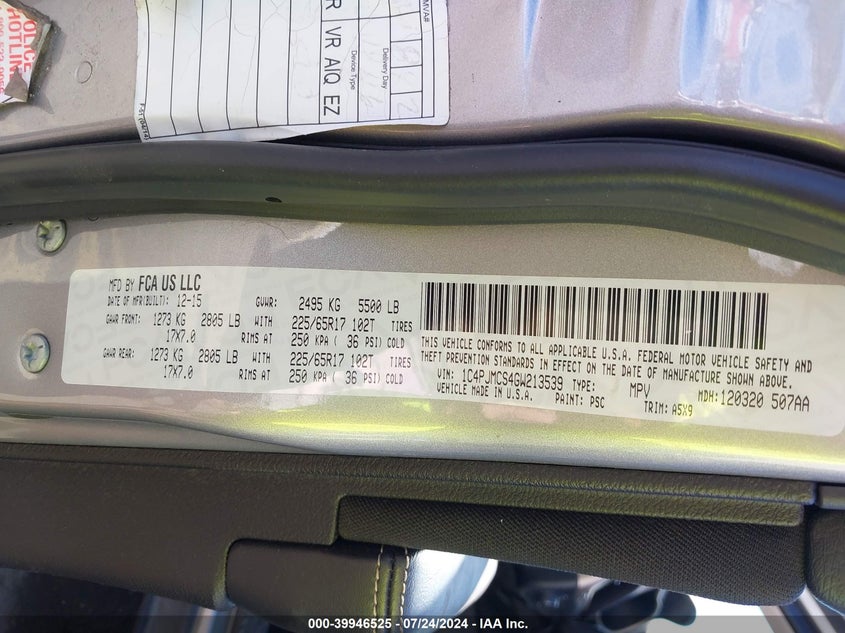 OLICE
HOTLIN
MVA#
Delivery Day
Device Type
R VR AIQ EZ
MFD BY FCA US LLC
DATE OF MFR(BUILT): 12-15 GVWR: 2495 KG 5500 LB
GAWR FRONT: 1273 KG 2805 LB WITH 225/65R17 102T TIRES
17X7.0 RIMS AT 250 KPA ( 36 PSI) COLD
GAWR REAR: 1273 KG 2805 LB WITH 225/65R17 102T TIRES
17X7.0 RIMS AT 250 KPA ( 36 PSI) COLD
THIS VEHICLE CONFORMS TO ALL APPLICABLE U.S.A. FEDERAL MOTOR VEHICLE SAFETY AND
THEFT PREVENTION STANDARDS IN EFFECT ON THE DATE OF MANUFACTURE SHOWN ABOVE.
VIN: 1C4PJMCS4GW213539 TYPE: MPV MDH: 120320 507AA
VEHICLE MADE IN U.S.A. PAINT: PSC TRIM: A5X9
000-39946525 - 07/24/2024 - IAA Inc.